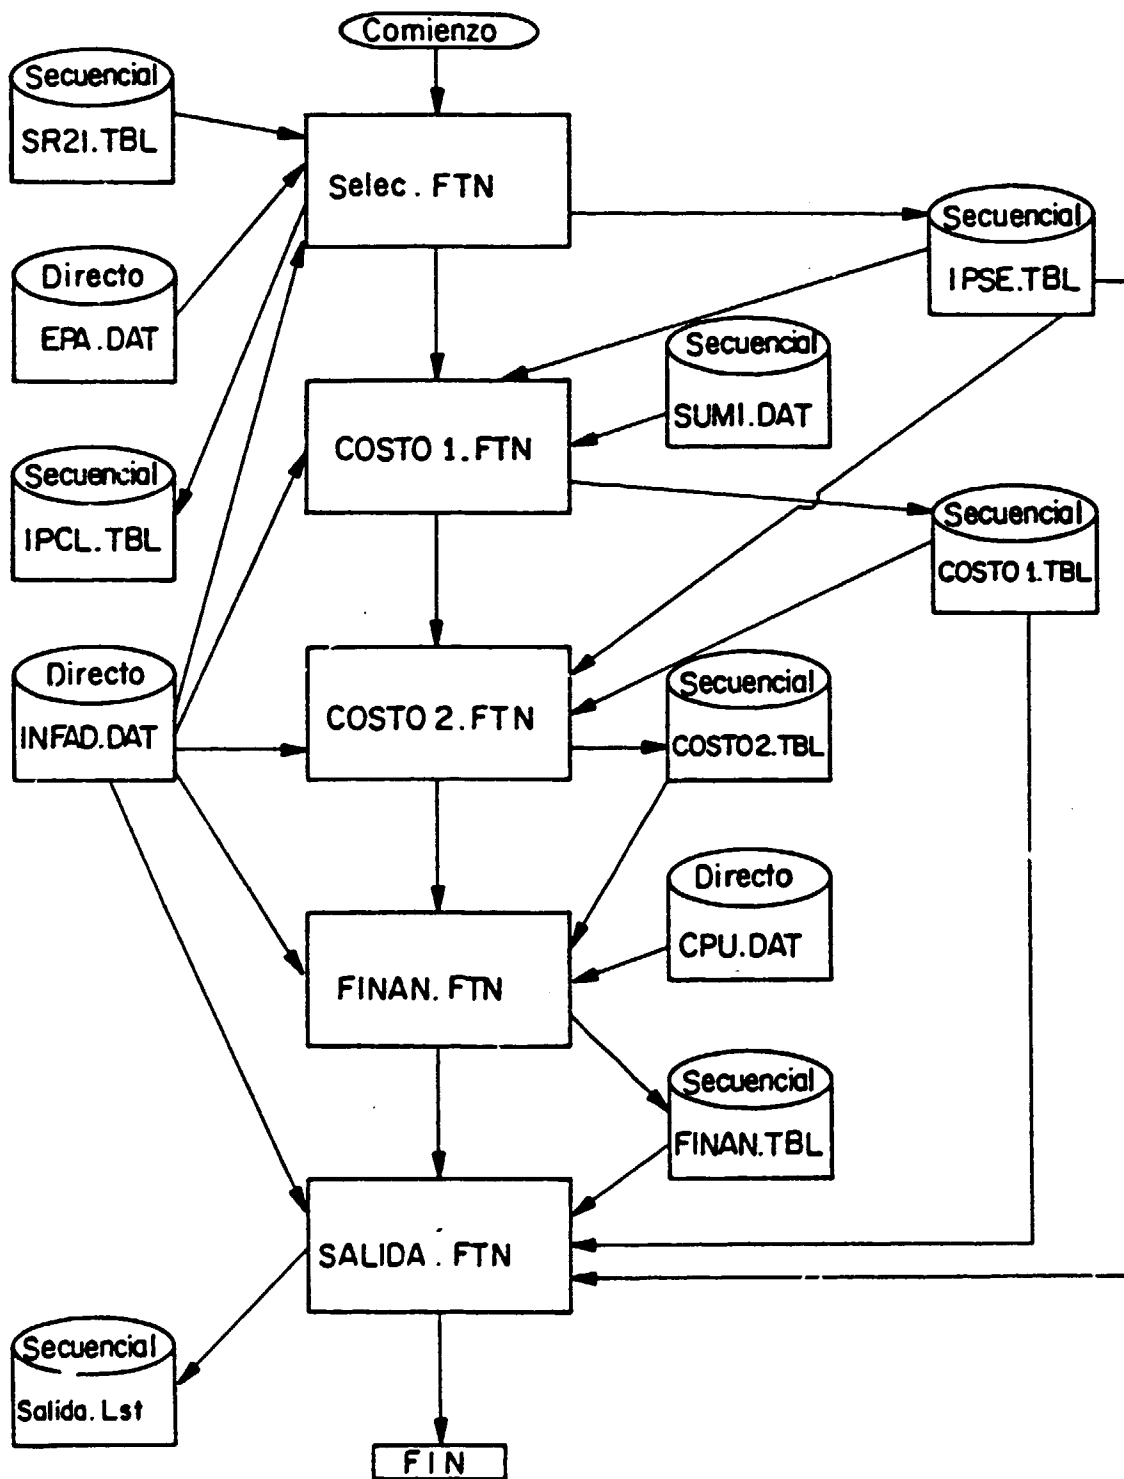 Comienzo
Secuencial
SR21.TBL
Selec. FTN
Secuencial
IPSE.TBL
Directo
EPA.DAT
Secuencial
SUM1.DAT
COSTO 1.FTN
Secuencial
IPCL.TBL
Secuencial
COSTO 1.TBL
Directo
INFAD.DAT
COSTO 2.FTN
Secuencial
COSTO2.TBL
Directo
CPU.DAT
FINAN. FTN
Secuencial
FINAN.TBL
SALIDA. FTN
Secuencial
Salida. Lst
FIN